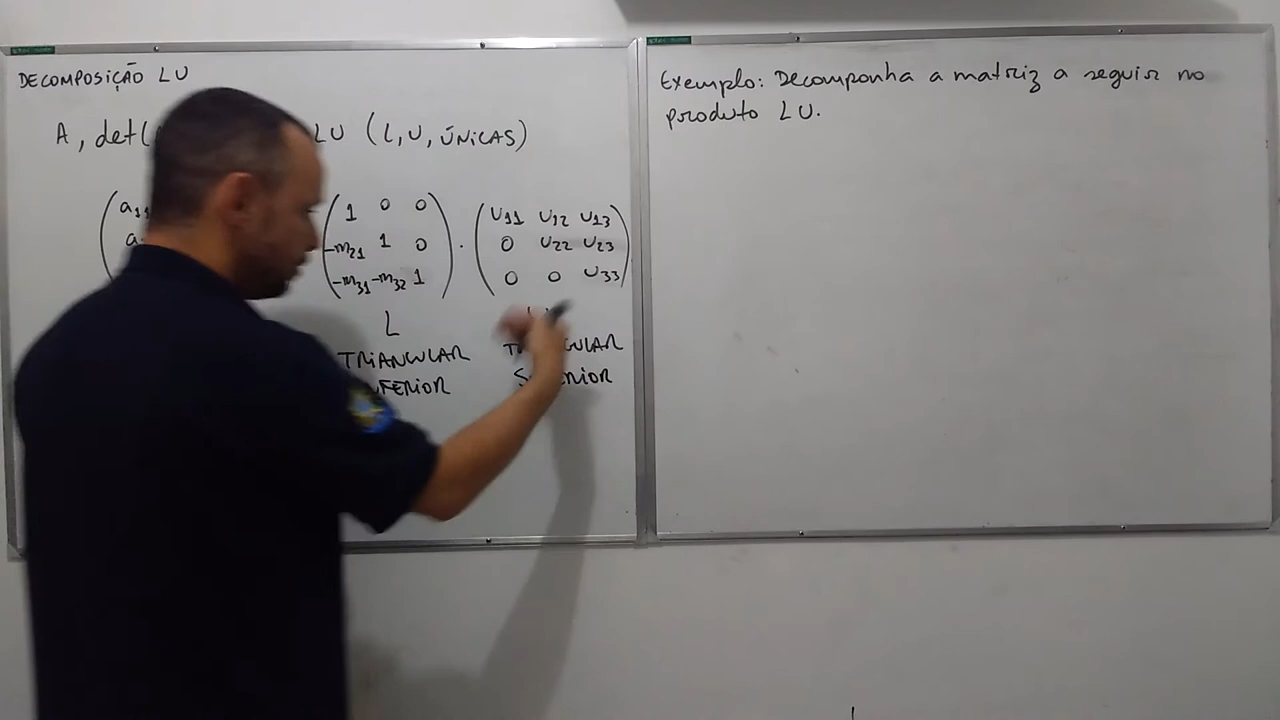 DECOMPOSIÇÃO LU
A, det( LU (L, U, ÚNICAS)
a11 1 0 0 . U11 U12 U13
-m21 1 0 0 U22 U23
-m31 -m32 1 0 0 U33
L
TRIANGULAR
Exemplo: Decomponha a matriz a seguir no
produto LU.